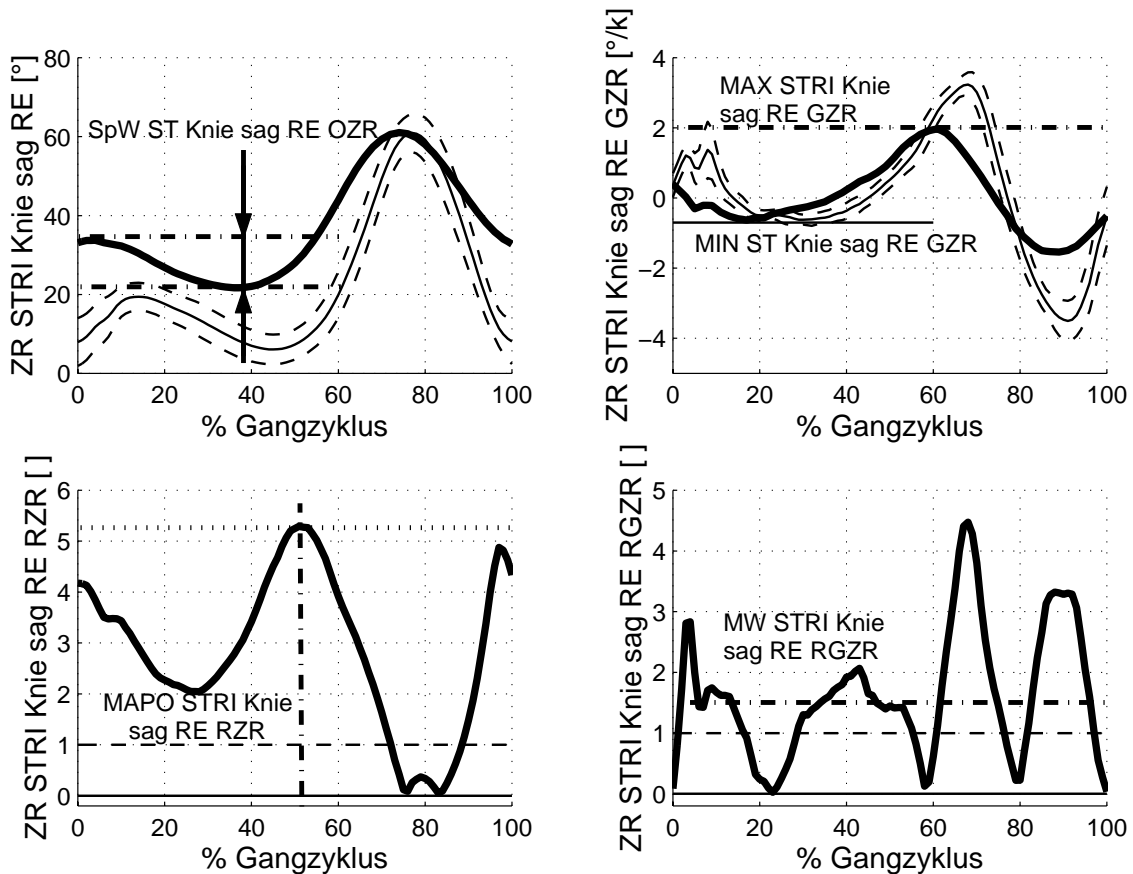 ZR STRI Knie sag RE [°]
80
60
40
20
0
SpW ST Knie sag RE OZR
0 20 40 60 80 100
% Gangzyklus
ZR STRI Knie sag RE GZR [°/k]
4
2
0
−2
−4
MAX STRI Knie
sag RE GZR
MIN ST Knie sag RE GZR
0 20 40 60 80 100
% Gangzyklus
ZR STRI Knie sag RE RZR [ ]
6
5
4
3
2
1
0
MAPO STRI Knie
sag RE RZR
0 20 40 60 80 100
% Gangzyklus
ZR STRI Knie sag RE RGZR [ ]
5
4
3
2
1
0
MW STRI Knie
sag RE RGZR
0 20 40 60 80 100
% Gangzyklus